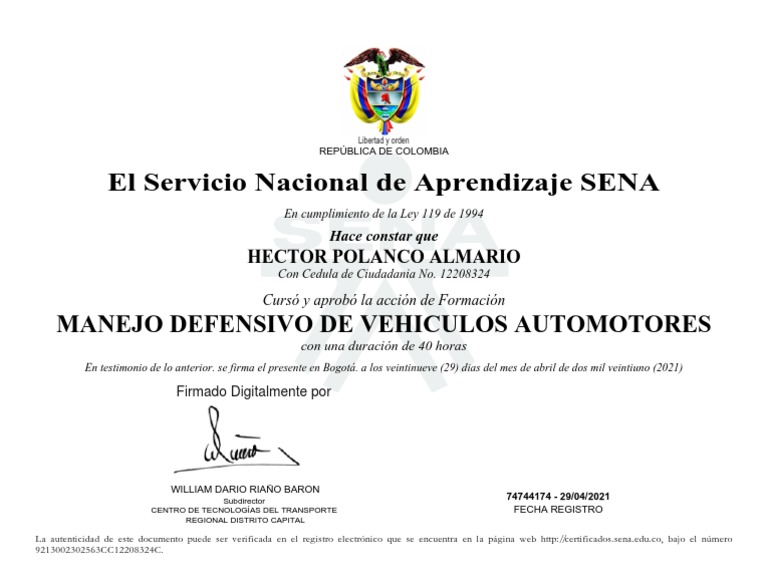 Libertad y orden
REPÚBLICA DE COLOMBIA
El Servicio Nacional de Aprendizaje SENA
En cumplimiento de la Ley 119 de 1994
SENA
Hace constar que
HECTOR POLANCO ALMARIO
Con Cedula de Ciudadania No. 12208324
Cursó y aprobó la acción de Formación
MANEJO DEFENSIVO DE VEHICULOS AUTOMOTORES
con una duración de 40 horas
En testimonio de lo anterior. se firma el presente en Bogotá. a los veintinueve (29) dias del mes de abril de dos mil veintiuno (2021)
Firmado Digitalmente por
WILLIAM DARIO RIAÑO BARON
Subdirector
CENTRO DE TECNOLOGÍAS DEL TRANSPORTE
REGIONAL DISTRITO CAPITAL
74744174 - 29/04/2021
FECHA REGISTRO
La autenticidad de este documento puede ser verificada en el registro electrónico que se encuentra en la página web http://certificados.sena.edu.co, bajo el número
9213002302563CC12208324C.